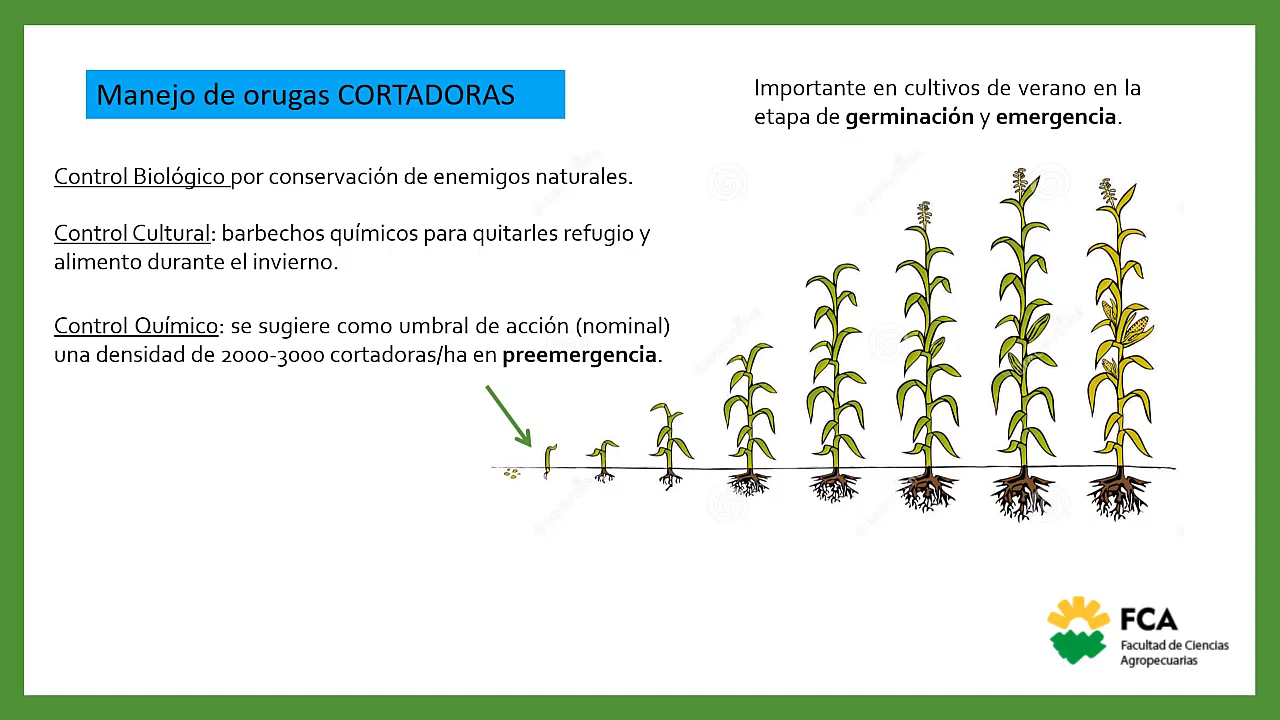 Manejo de orugas CORTADORAS
Importante en cultivos de verano en la
etapa de germinación y emergencia.
Control Biológico por conservación de enemigos naturales.
Control Cultural: barbechos químicos para quitarles refugio y
alimento durante el invierno.
Control Químico: se sugiere como umbral de acción (nominal)
una densidad de 2000-3000 cortadoras/ha en preemergencia.
FCA
Facultad de Ciencias
Agropecuarias